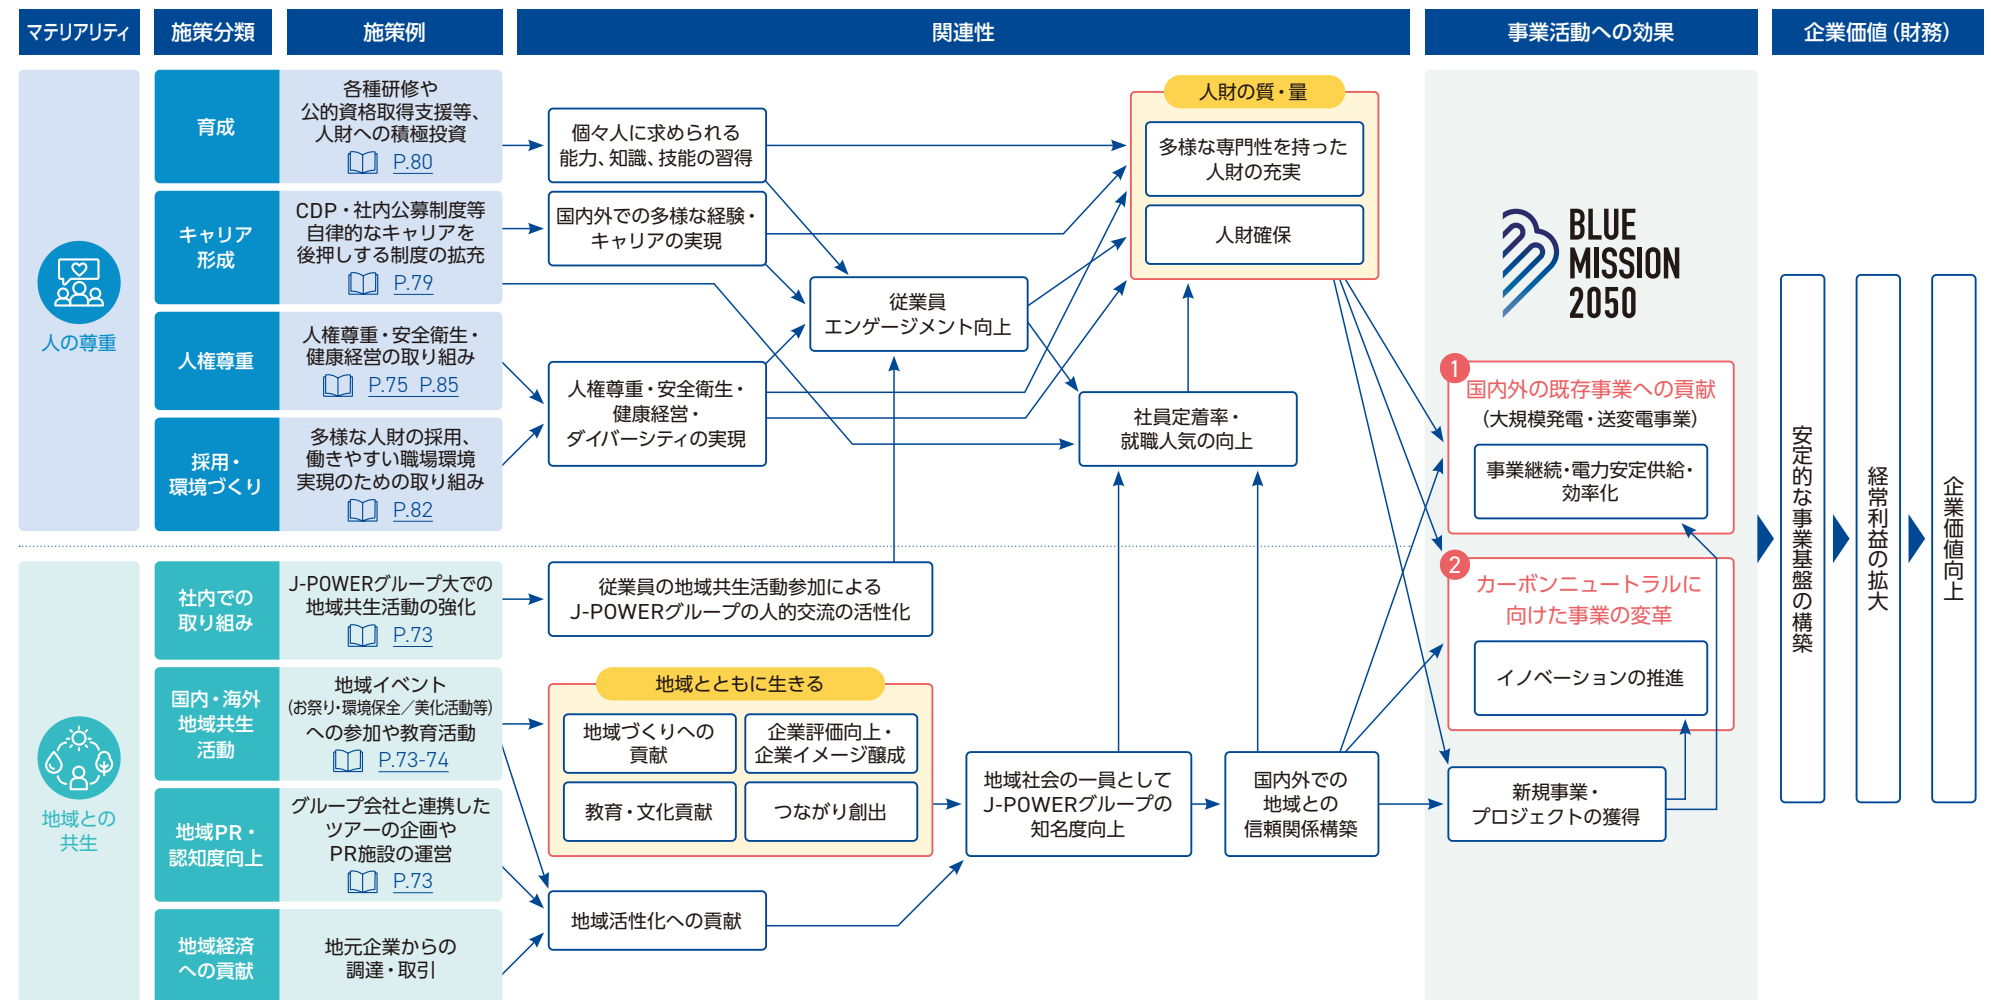 マテリアリティ
施策分類
施策例
関連性
事業活動への効果
企業価値（財務）
人の尊重
育成
各種研修や
公的資格取得支援等、
人財への積極投資
P.80
キャリア
形成
CDP・社内公募制度等
自律的なキャリアを
後押しする制度の拡充
P.79
人権尊重
人権尊重・安全衛生・
健康経営の取り組み
P.75 P.85
採用・
環境づくり
多様な人財の採用、
働きやすい職場環境
実現のための取り組み
P.82
個々人に求められる
能力、知識、技能の習得
国内外での多様な経験・
キャリアの実現
従業員
エンゲージメント向上
人権尊重・安全衛生・
健康経営・
ダイバーシティの実現
人財の質・量
多様な専門性を持った
人財の充実
人財確保
社員定着率・
就職人気の向上
地域との
共生
社内での
取り組み
J-POWERグループ大での
地域共生活動の強化
P.73
国内・海外
地域共生
活動
地域イベント
（お祭り・環境保全／美化活動等）
への参加や教育活動
P.73-74
地域PR・
認知度向上
グループ会社と連携した
ツアーの企画や
PR施設の運営
P.73
地域経済
への貢献
地元企業からの
調達・取引
従業員の地域共生活動参加による
J-POWERグループの人的交流の活性化
地域とともに生きる
地域づくりへの
貢献
企業評価向上・
企業イメージ醸成
教育・文化貢献
つながり創出
地域活性化への貢献
地域社会の一員として
J-POWERグループの
知名度向上
国内外での
地域との
信頼関係構築
BLUE
MISSION
2050
1
国内外の既存事業への貢献
（大規模発電・送変電事業）
事業継続・電力安定供給・
効率化
2
カーボンニュートラルに
向けた事業の変革
イノベーションの推進
新規事業・
プロジェクトの獲得
安定的な事業基盤の構築
経常利益の拡大
企業価値向上